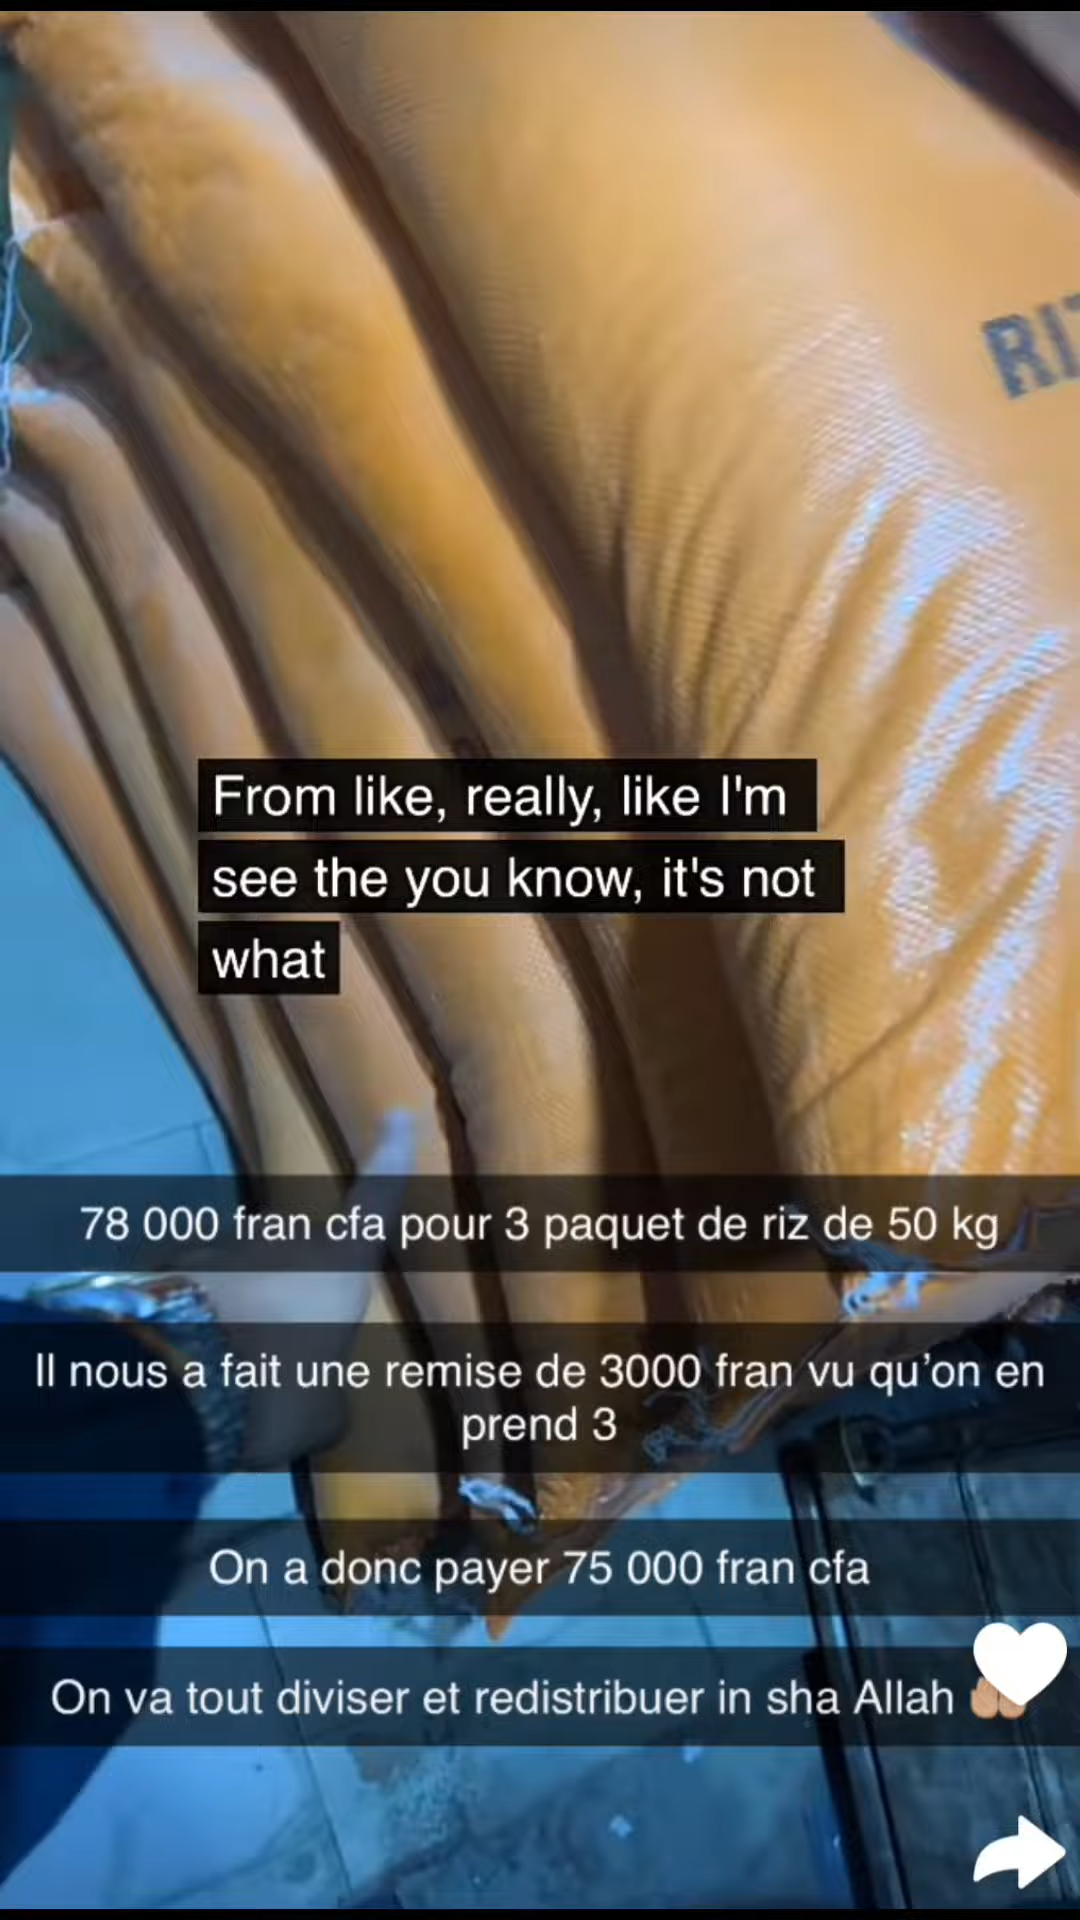 RI
From like, really, like I'm
see the you know, it's not
what
78 000 fran cfa pour 3 paquet de riz de 50 kg
Il nous a fait une remise de 3000 fran vu qu’on en
prend 3
On a donc payer 75 000 fran cfa
On va tout diviser et redistribuer in sha Allah